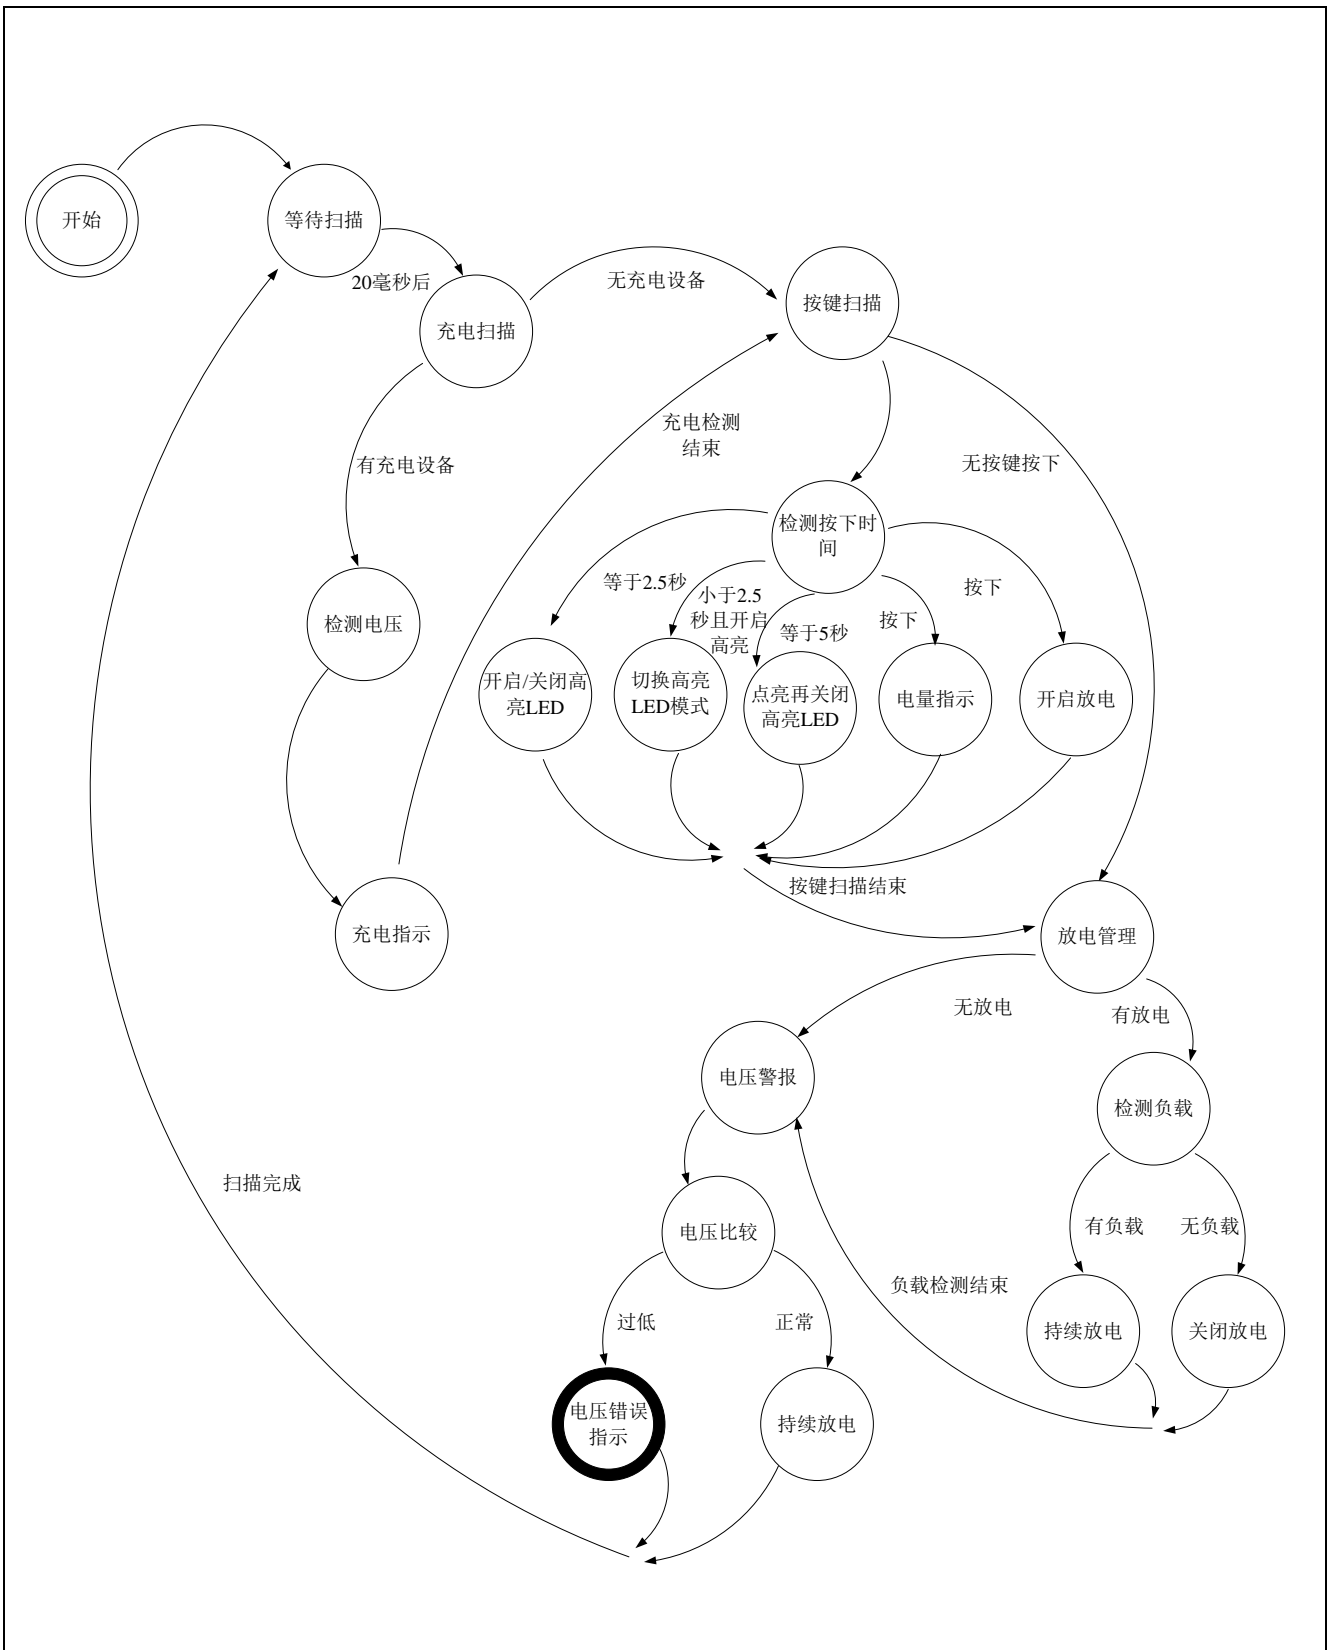 开始
等待扫描
20毫秒后
充电扫描
无充电设备
按键扫描
有充电设备
充电检测
结束
无按键按下
检测按下时
间
等于2.5秒
小于2.5
秒且开启
高亮
等于5秒
按下
按下
检测电压
开启/关闭高
亮LED
切换高亮
LED模式
点亮再关闭
高亮LED
电量指示
开启放电
按键扫描结束
充电指示
放电管理
无放电
有放电
电压警报
检测负载
扫描完成
电压比较
有负载
无负载
负载检测结束
过低
正常
持续放电
关闭放电
电压错误
指示
持续放电